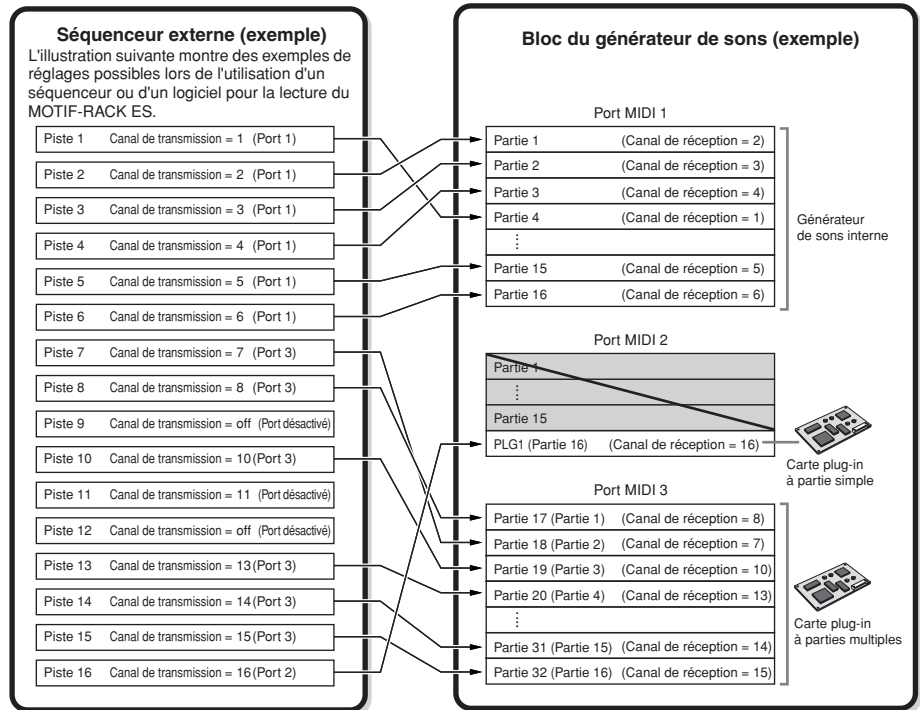 Séquenceur externe (exemple)
L'illustration suivante montre des exemples de
réglages possibles lors de l'utilisation d'un
séquenceur ou d'un logiciel pour la lecture du
MOTIF-RACK ES.
Piste 1 Canal de transmission = 1 (Port 1)
Piste 2 Canal de transmission = 2 (Port 1)
Piste 3 Canal de transmission = 3 (Port 1)
Piste 4 Canal de transmission = 4 (Port 1)
Piste 5 Canal de transmission = 5 (Port 1)
Piste 6 Canal de transmission = 6 (Port 1)
Piste 7 Canal de transmission = 7 (Port 3)
Piste 8 Canal de transmission = 8 (Port 3)
Piste 9 Canal de transmission = off (Port désactivé)
Piste 10 Canal de transmission = 10 (Port 3)
Piste 11 Canal de transmission = 11 (Port désactivé)
Piste 12 Canal de transmission = off (Port désactivé)
Piste 13 Canal de transmission = 13 (Port 3)
Piste 14 Canal de transmission = 14 (Port 3)
Piste 15 Canal de transmission = 15 (Port 3)
Piste 16 Canal de transmission = 16 (Port 2)
Bloc du générateur de sons (exemple)
Port MIDI 1
Partie 1 (Canal de réception = 2)
Partie 2 (Canal de réception = 3)
Partie 3 (Canal de réception = 4)
Partie 4 (Canal de réception = 1)
Partie 15 (Canal de réception = 5)
Partie 16 (Canal de réception = 6)
Générateur
de sons interne
Port MIDI 2
Partie 1
Partie 15
PLG1 (Partie 16) (Canal de réception = 16)
Carte plug-in
à partie simple
Port MIDI 3
Partie 17 (Partie 1) (Canal de réception = 8)
Partie 18 (Partie 2) (Canal de réception = 7)
Partie 19 (Partie 3) (Canal de réception = 10)
Partie 20 (Partie 4) (Canal de réception = 13)
Partie 31 (Partie 15) (Canal de réception = 14)
Partie 32 (Partie 16) (Canal de réception = 15)
Carte plug-in
à parties multiples